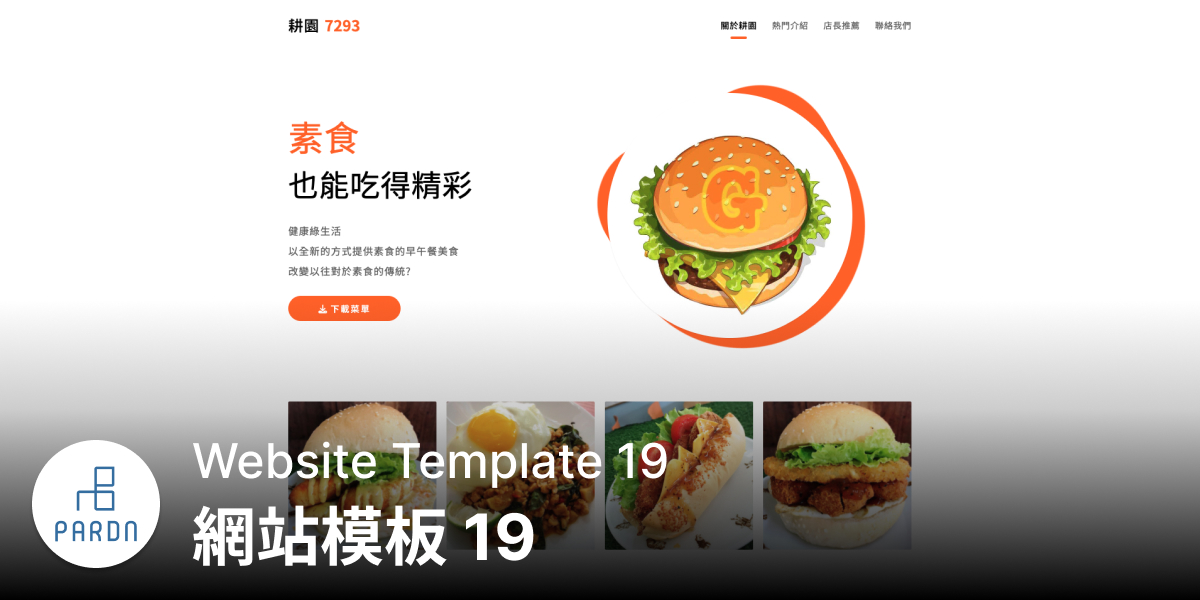 耕園 7293
關於耕園 熱門介紹 店長推薦 聯絡我們
素食
也能吃得精彩
健康綠生活
以全新的方式提供素食的早午餐美食
改變以往對於素食的傳統?
下載菜單
G
Website Template 19
網站模板 19
PARDN